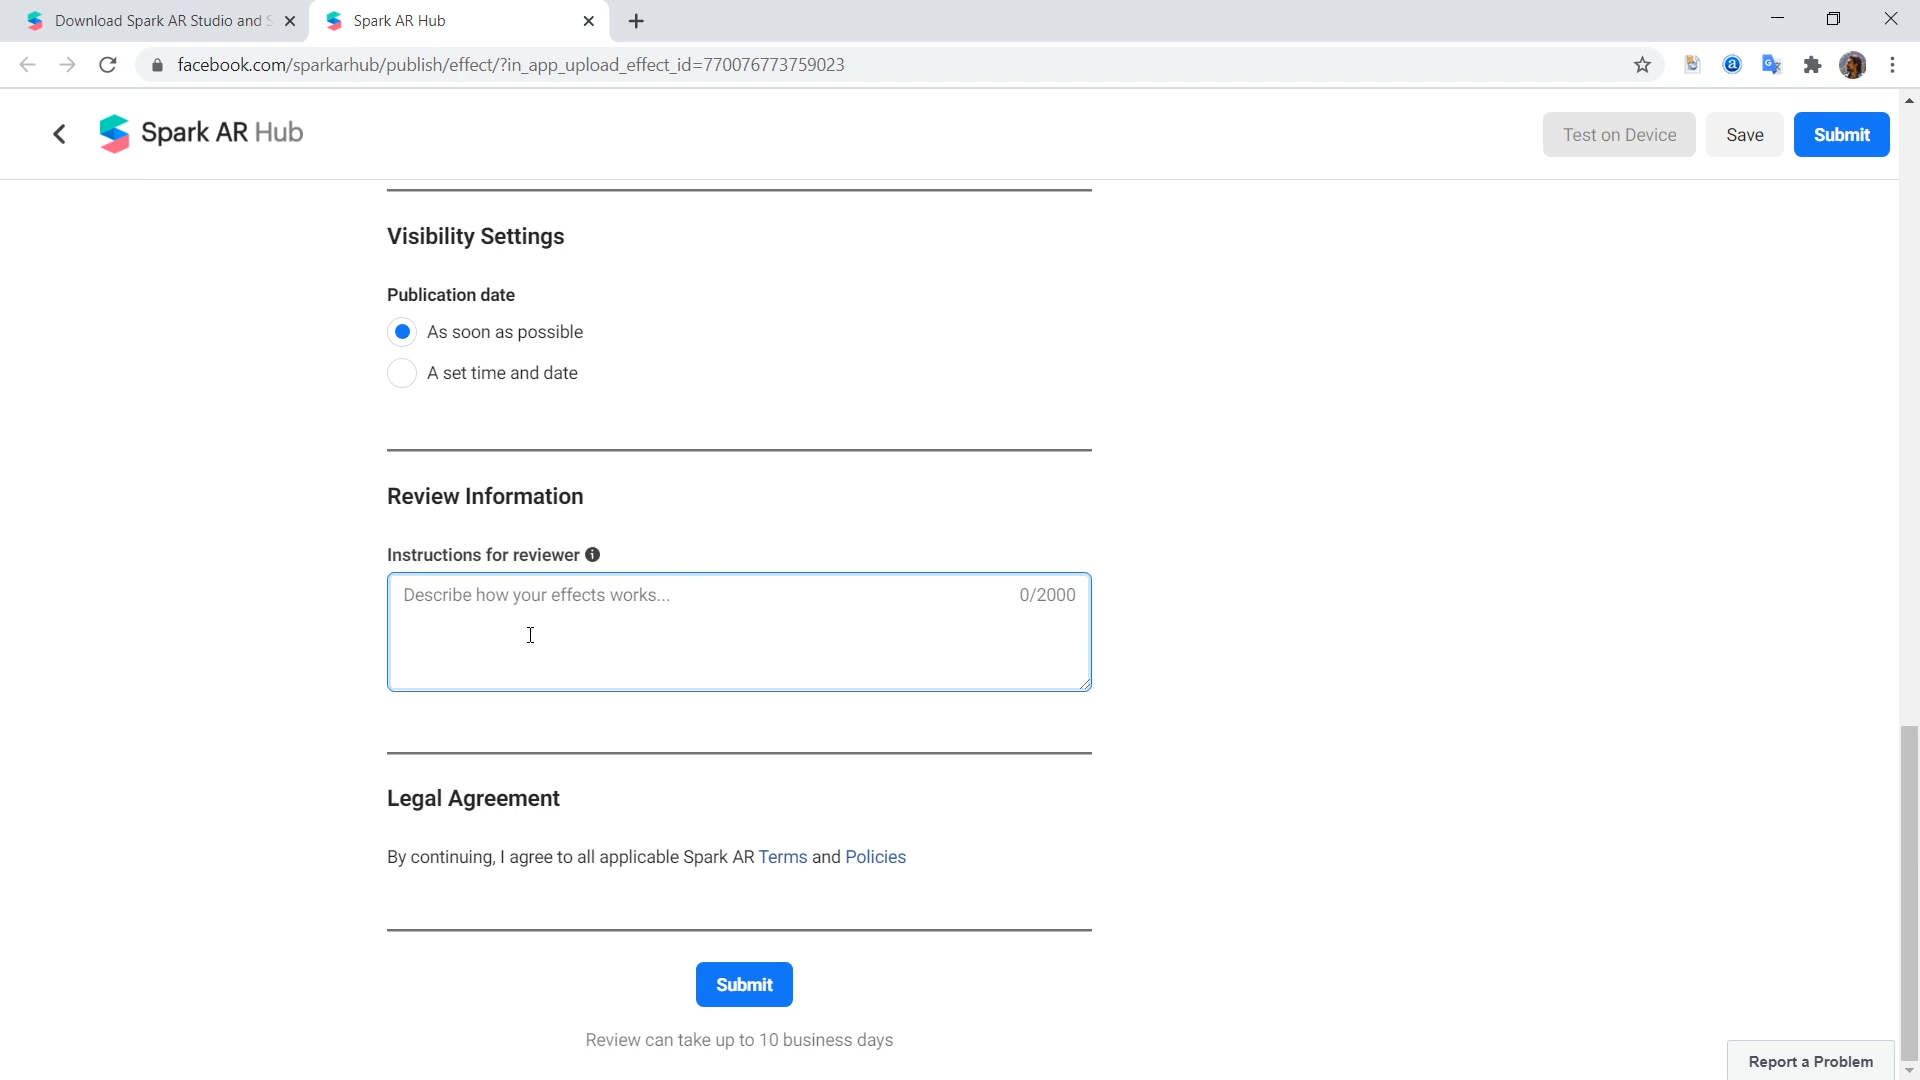 Download Spark AR Studio and S
Spark AR Hub
facebook.com/sparkarhub/publish/effect/?in_app_upload_effect_id=770076773759023
Spark AR Hub
Test on Device
Save
Submit
Visibility Settings
Publication date
As soon as possible
A set time and date
Review Information
Instructions for reviewer
Describe how your effects works...
0/2000
Legal Agreement
By continuing, I agree to all applicable Spark AR Terms and Policies
Submit
Review can take up to 10 business days
Report a Problem